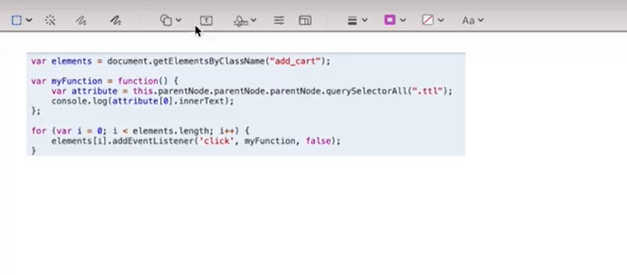 Aa
var elements = document.getElementsByClassName("add_cart");
var myFunction = function() {
var attribute = this.parentNode.parentNode.parentNode.querySelectorAll(".ttl");
console.log(attribute[0].innerText);
};
for (var i = 0; i < elements.length; i++) {
elements[i].addEventListener('click', myFunction, false);
}